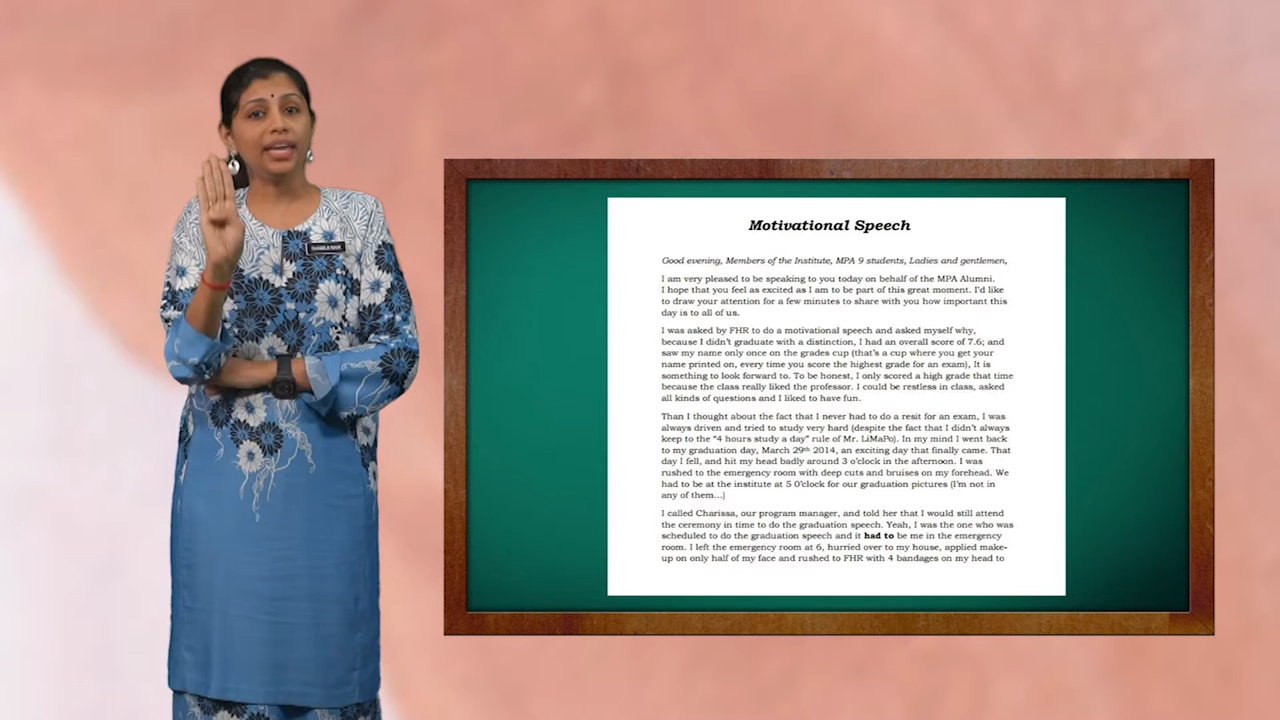 Motivational Speech
Good evening, Members of the Institute, MPA 9 students, Ladies and gentlemen,
I am very pleased to be speaking to you today on behalf of the MPA Alumni.
I hope that you feel as excited as I am to be part of this great moment. I'd like
to draw your attention for a few minutes to share with you how important this
day is to all of us.
I was asked by FHR to do a motivational speech and asked myself why,
because I didn't graduate with a distinction, I had an overall score of 7.6; and
saw my name only once on the grades cup (that's a cup where you get your
name printed on, every time you score the highest grade for an exam), It is
something to look forward to. To be honest, I only scored a high grade that time
because the class really liked the professor. I could be restless in class, asked
all kinds of questions and I liked to have fun.
Than I thought about the fact that I never had to do a resit for an exam, I was
always driven and tried to study very hard (despite the fact that I didn't always
keep to the "4 hours study a day" rule of Mr. LiMaPo). In my mind I went back
to my graduation day, March 29th 2014, an exciting day that finally came. That
day I fell, and hit my head badly around 3 o'clock in the afternoon. I was
rushed to the emergency room with deep cuts and bruises on my forehead. We
had to be at the institute at 5 0'clock for our graduation pictures (I'm not in
any of them...)
I called Charissa, our program manager, and told her that I would still attend
the ceremony in time to do the graduation speech. Yeah, I was the one who was
scheduled to do the graduation speech and it had to be me in the emergency
room. I left the emergency room at 6, hurried over to my house, applied make-
up on only half of my face and rushed to FHR with 4 bandages on my head to